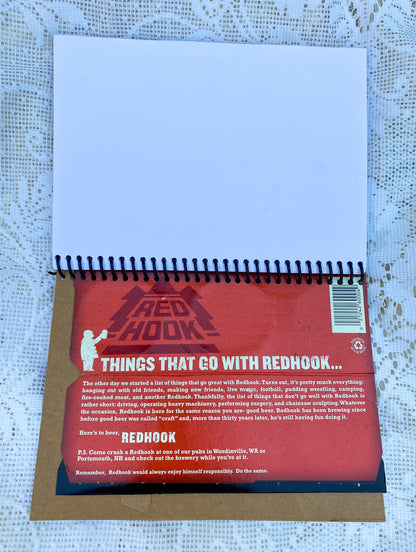 RED
HOOK
THINGS THAT GO WITH REDHOOK...
The other day we started a list of things that go great with Redhook. Turns out, it's pretty much everything:
hanging out with old friends, making new friends, live music, football, pudding wrestling, camping,
fire-cooked meat, and another Redhook. Thankfully, the list of things that don't go well with Redhook is
rather short: driving, operating heavy machinery, performing surgery, and chainsaw sculpting. Whatever
the occasion, Redhook is here for the same reason you are- good beer. Redhook has been brewing since
before good beer was called "craft" and, more than thirty years later, he's still having fun doing it.
Here's to beer, REDHOOK
P.S. Come crush a Redhook at one of our pubs in Woodinville, WA or
Portsmouth, NH and check out the brewery while you're at it.
Remember, Redhook would always enjoy himself responsibly. Do the same.